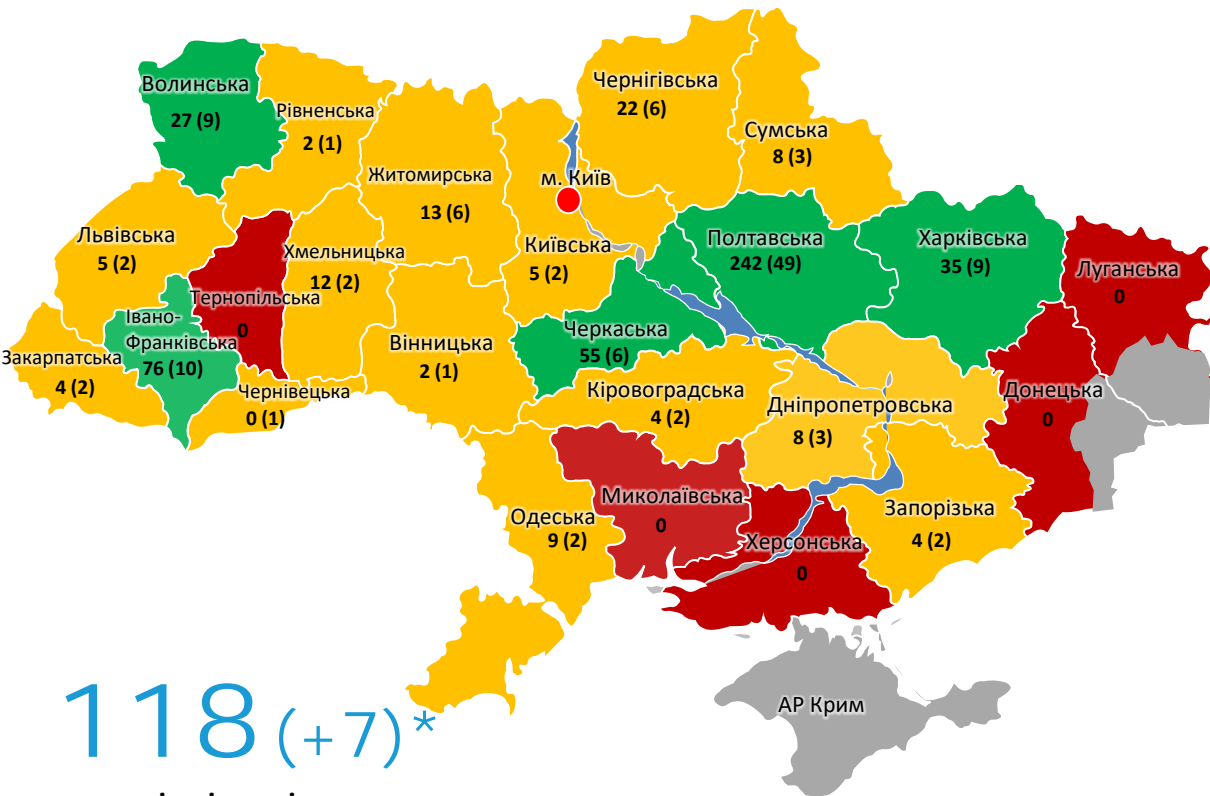 Волинська
27 (9)
Рівненська
2 (1)
Житомирська
13 (6)
Чернігівська
22 (6)
Сумська
8 (3)
м. Київ
Київська
5 (2)
Львівська
5 (2)
Тернопільська
0
Хмельницька
12 (2)
Івано-
Франківська
76 (10)
Закарпатська
4 (2)
Чернівецька
0 (1)
Вінницька
2 (1)
Черкаська
55 (6)
Полтавська
242 (49)
Харківська
35 (9)
Луганська
0
Донецька
0
Кіровоградська
4 (2)
Дніпропетровська
8 (3)
Запорізька
4 (2)
Миколаївська
0
Херсонська
0
Одеська
9 (2)
АР Крим
118 (+7)*